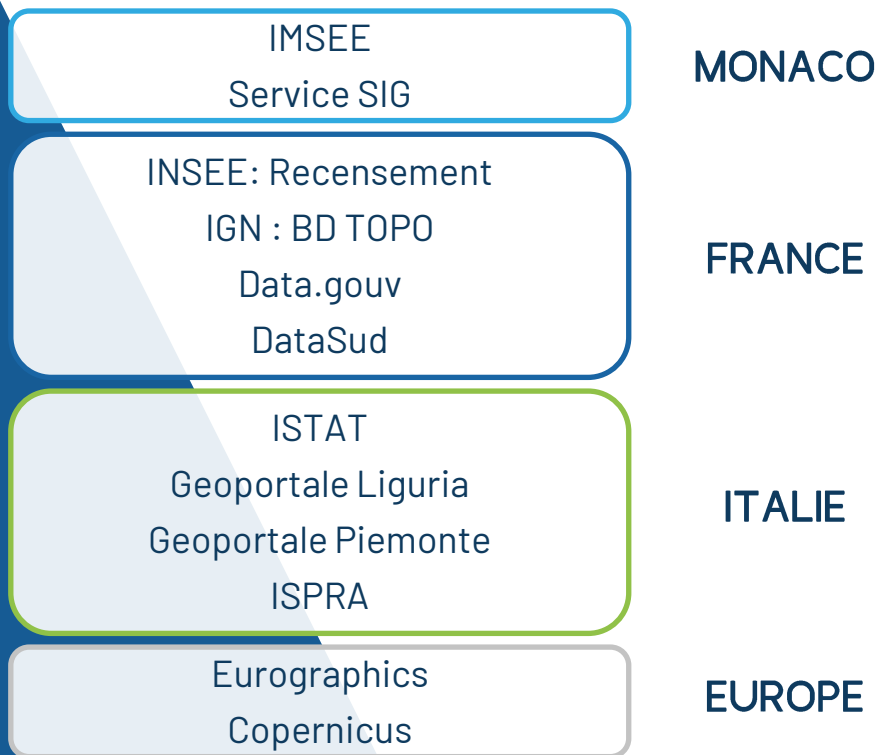 IMSEE
Service SIG
MONACO
INSEE: Recensement
IGN : BD TOPO
Data.gouv
DataSud
FRANCE
ISTAT
Geoportale Liguria
Geoportale Piemonte
ISPRA
ITALIE
Eurographics
Copernicus
EUROPE